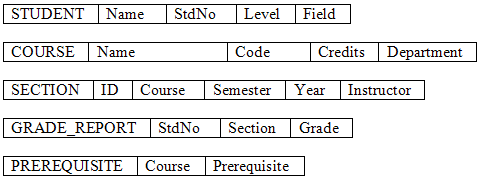 STUDENT Name StdNo Level Field
COURSE Name Code Credits Department
SECTION ID Course Semester Year Instructor
GRADE_REPORT StdNo Section Grade
PREREQUISITE Course Prerequisite